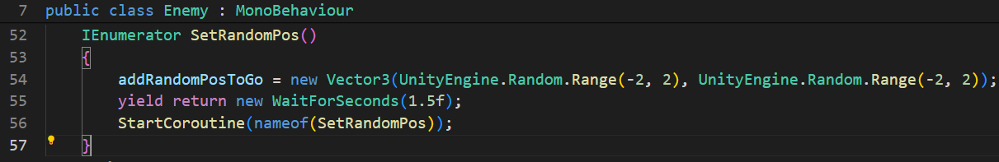 7 public class Enemy : MonoBehaviour
52 IEnumerator SetRandomPos()
53 {
54 addRandomPosToGo = new Vector3(UnityEngine.Random.Range(-2, 2), UnityEngine.Random.Range(-2, 2));
55 yield return new WaitForSeconds(1.5f);
56 StartCoroutine(nameof(SetRandomPos));
57 }